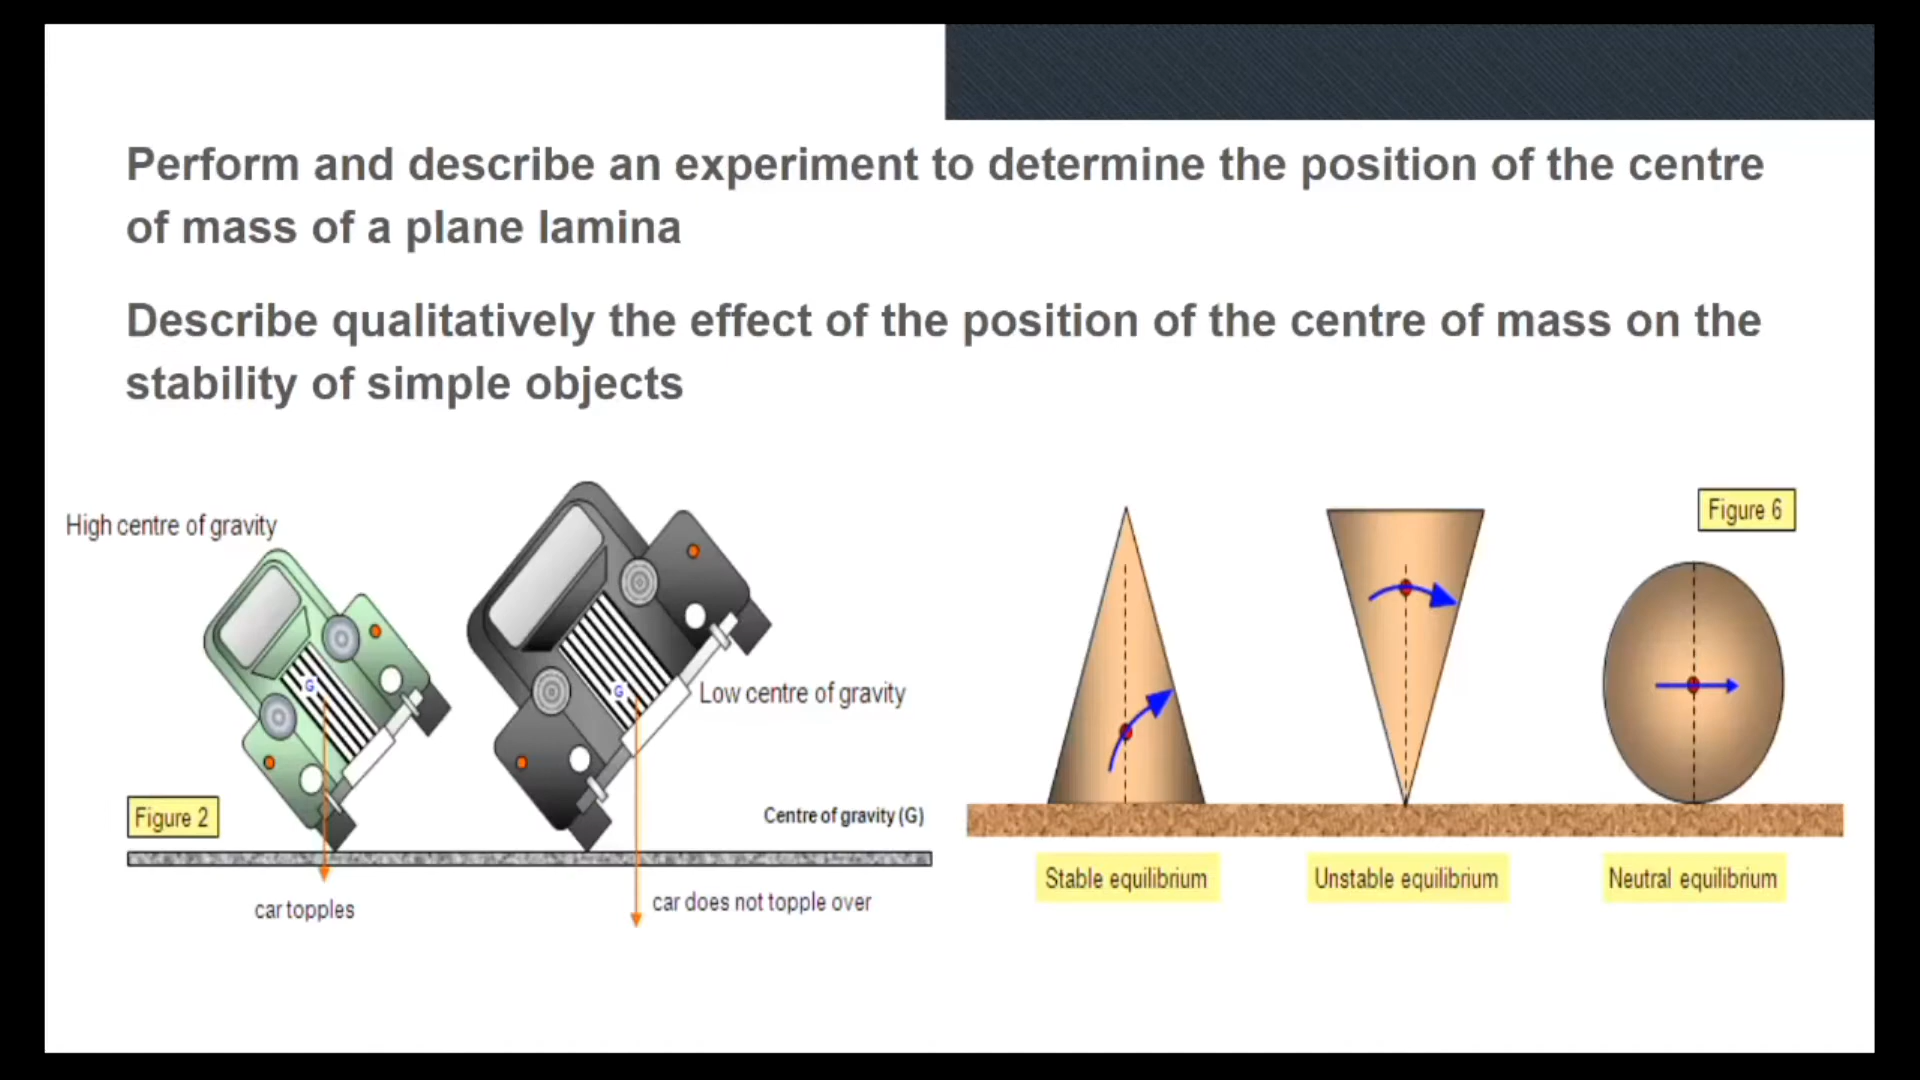 Perform and describe an experiment to determine the position of the centre
of mass of a plane lamina
Describe qualitatively the effect of the position of the centre of mass on the
stability of simple objects
High centre of gravity
G
G
Low centre of gravity
Figure 2
Centre of gravity (G)
car topples
car does not topple over
Figure 6
Stable equilibrium
Unstable equilibrium
Neutral equilibrium